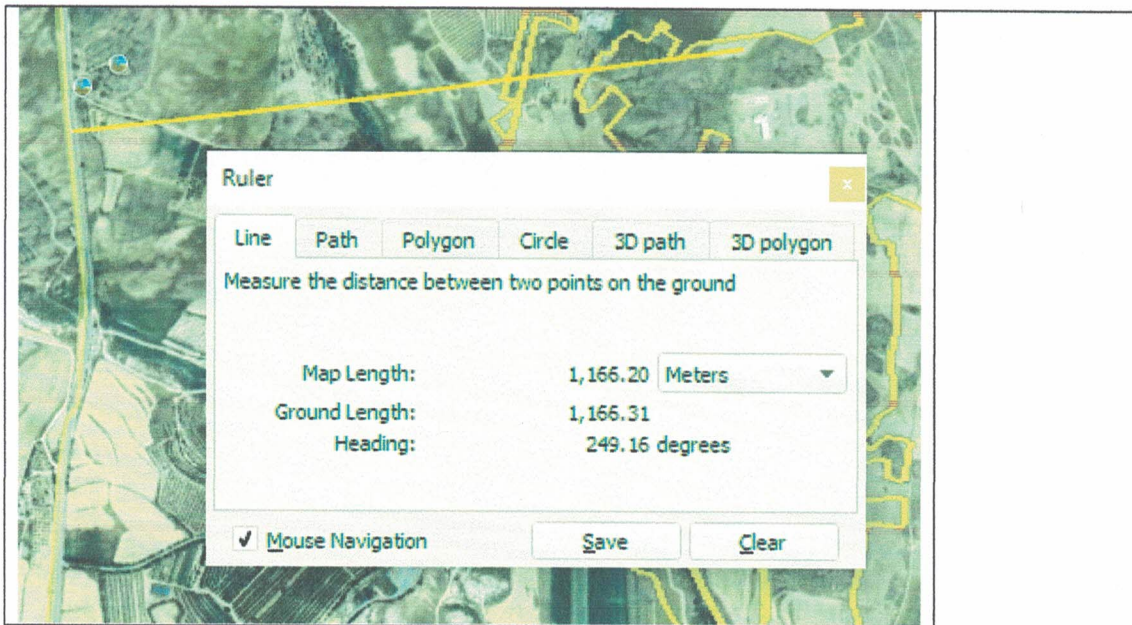 Ruler
x
Line Path Polygon Circle 3D path 3D polygon
Measure the distance between two points on the ground
Map Length: 1,166.20 Meters
Ground Length: 1,166.31
Heading: 249.16 degrees
Mouse Navigation Save Clear